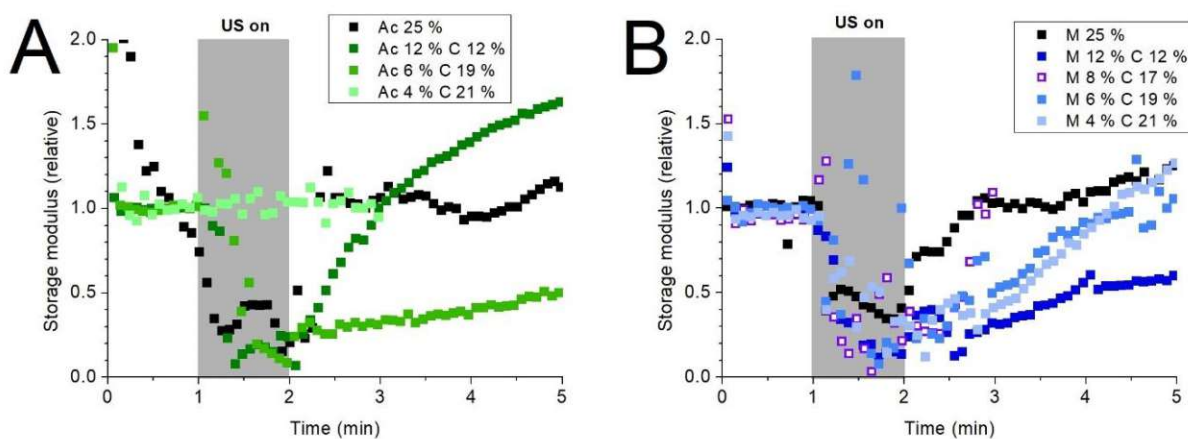 A
US on
Ac 25 %
Ac 12 % C 12 %
Ac 6 % C 19 %
Ac 4 % C 21 %
Storage modulus (relative)
2.0
1.5
1.0
0.5
0.0
0 1 2 3 4 5
Time (min)
B
US on
M 25 %
M 12 % C 12 %
M 8 % C 17 %
M 6 % C 19 %
M 4 % C 21 %
Storage modulus (relative)
2.0
1.5
1.0
0.5
0.0
0 1 2 3 4 5
Time (min)